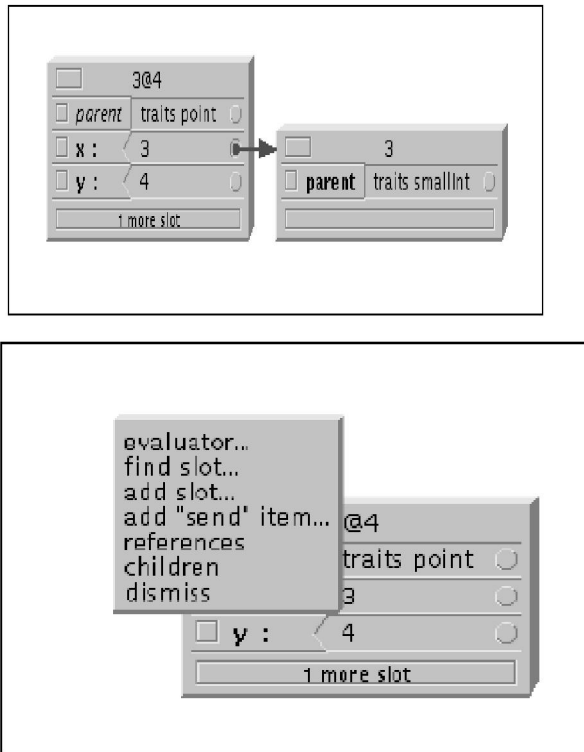 3@4
parent traits point
x : 3
y : 4
1 more slot
3
parent traits smallInt
evaluator...
find slot...
add slot...
add "send" item...
references
children
dismiss
@4
traits point
3
y : 4
1 more slot